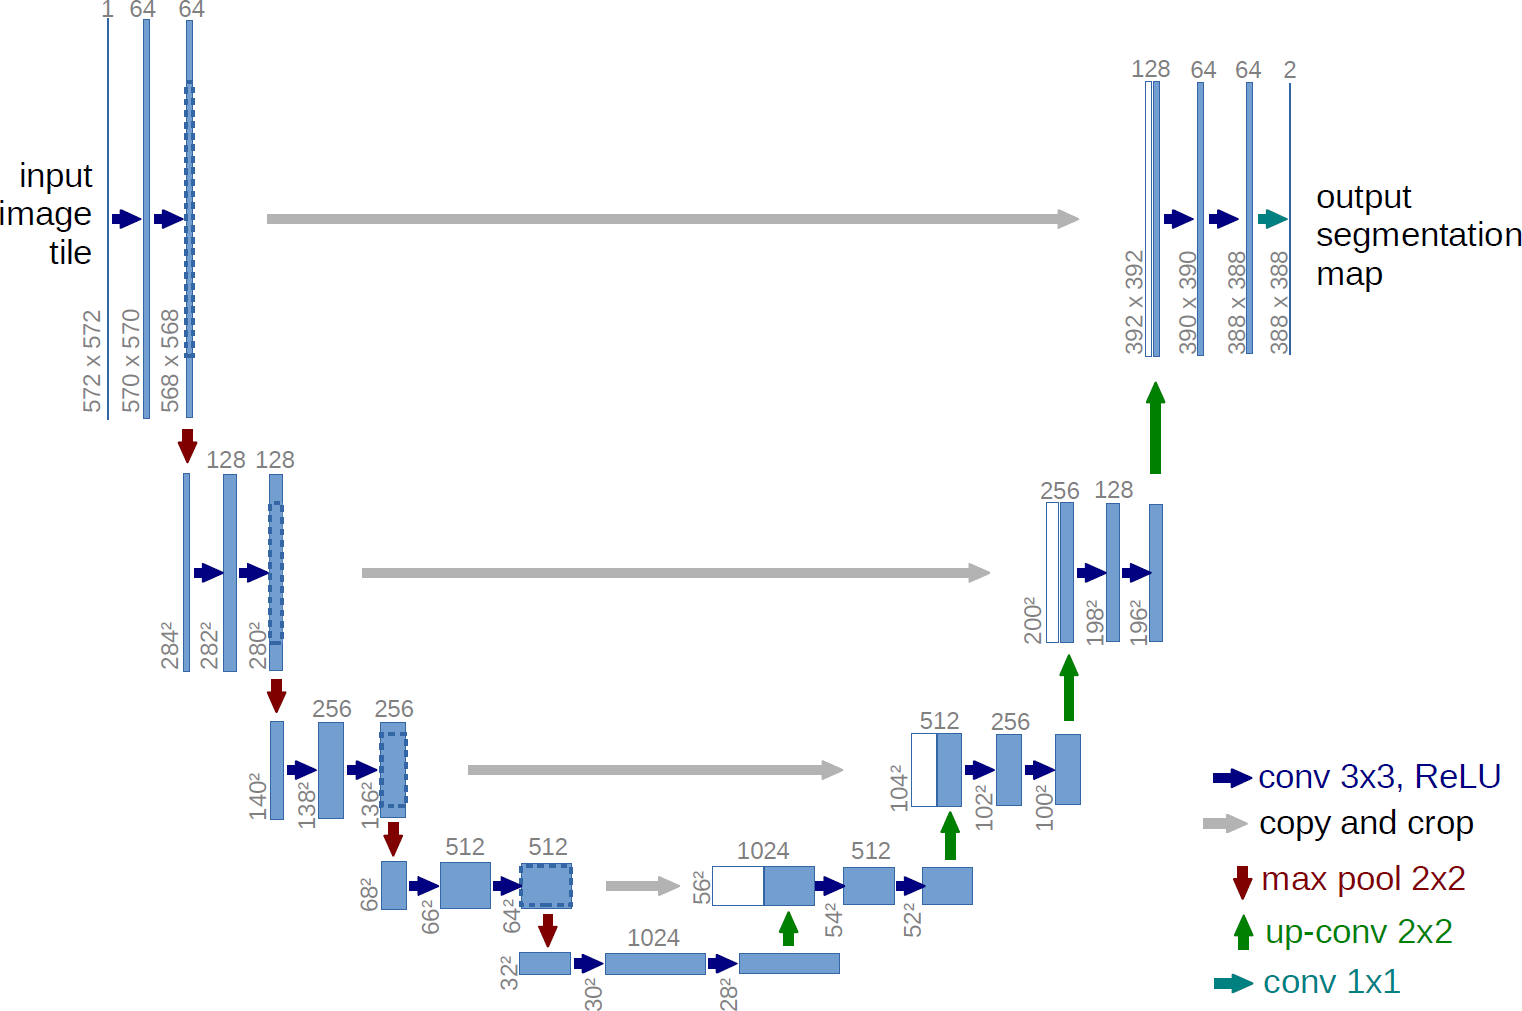 1 64 64
input
image
tile
572 x 572
570 x 570
568 x 568
128 64 64 2
392 x 392
390 x 390
388 x 388
388 x 388
output
segmentation
map
128 128
284²
282²
280²
256 128
200²
198²
196²
256 256
140²
138²
136²
512 256
104²
102²
100²
512 512
68²
66²
64²
1024 512
56²
54²
52²
1024
32²
30²
28²
conv 3x3, ReLU
copy and crop
max pool 2x2
up-conv 2x2
conv 1x1